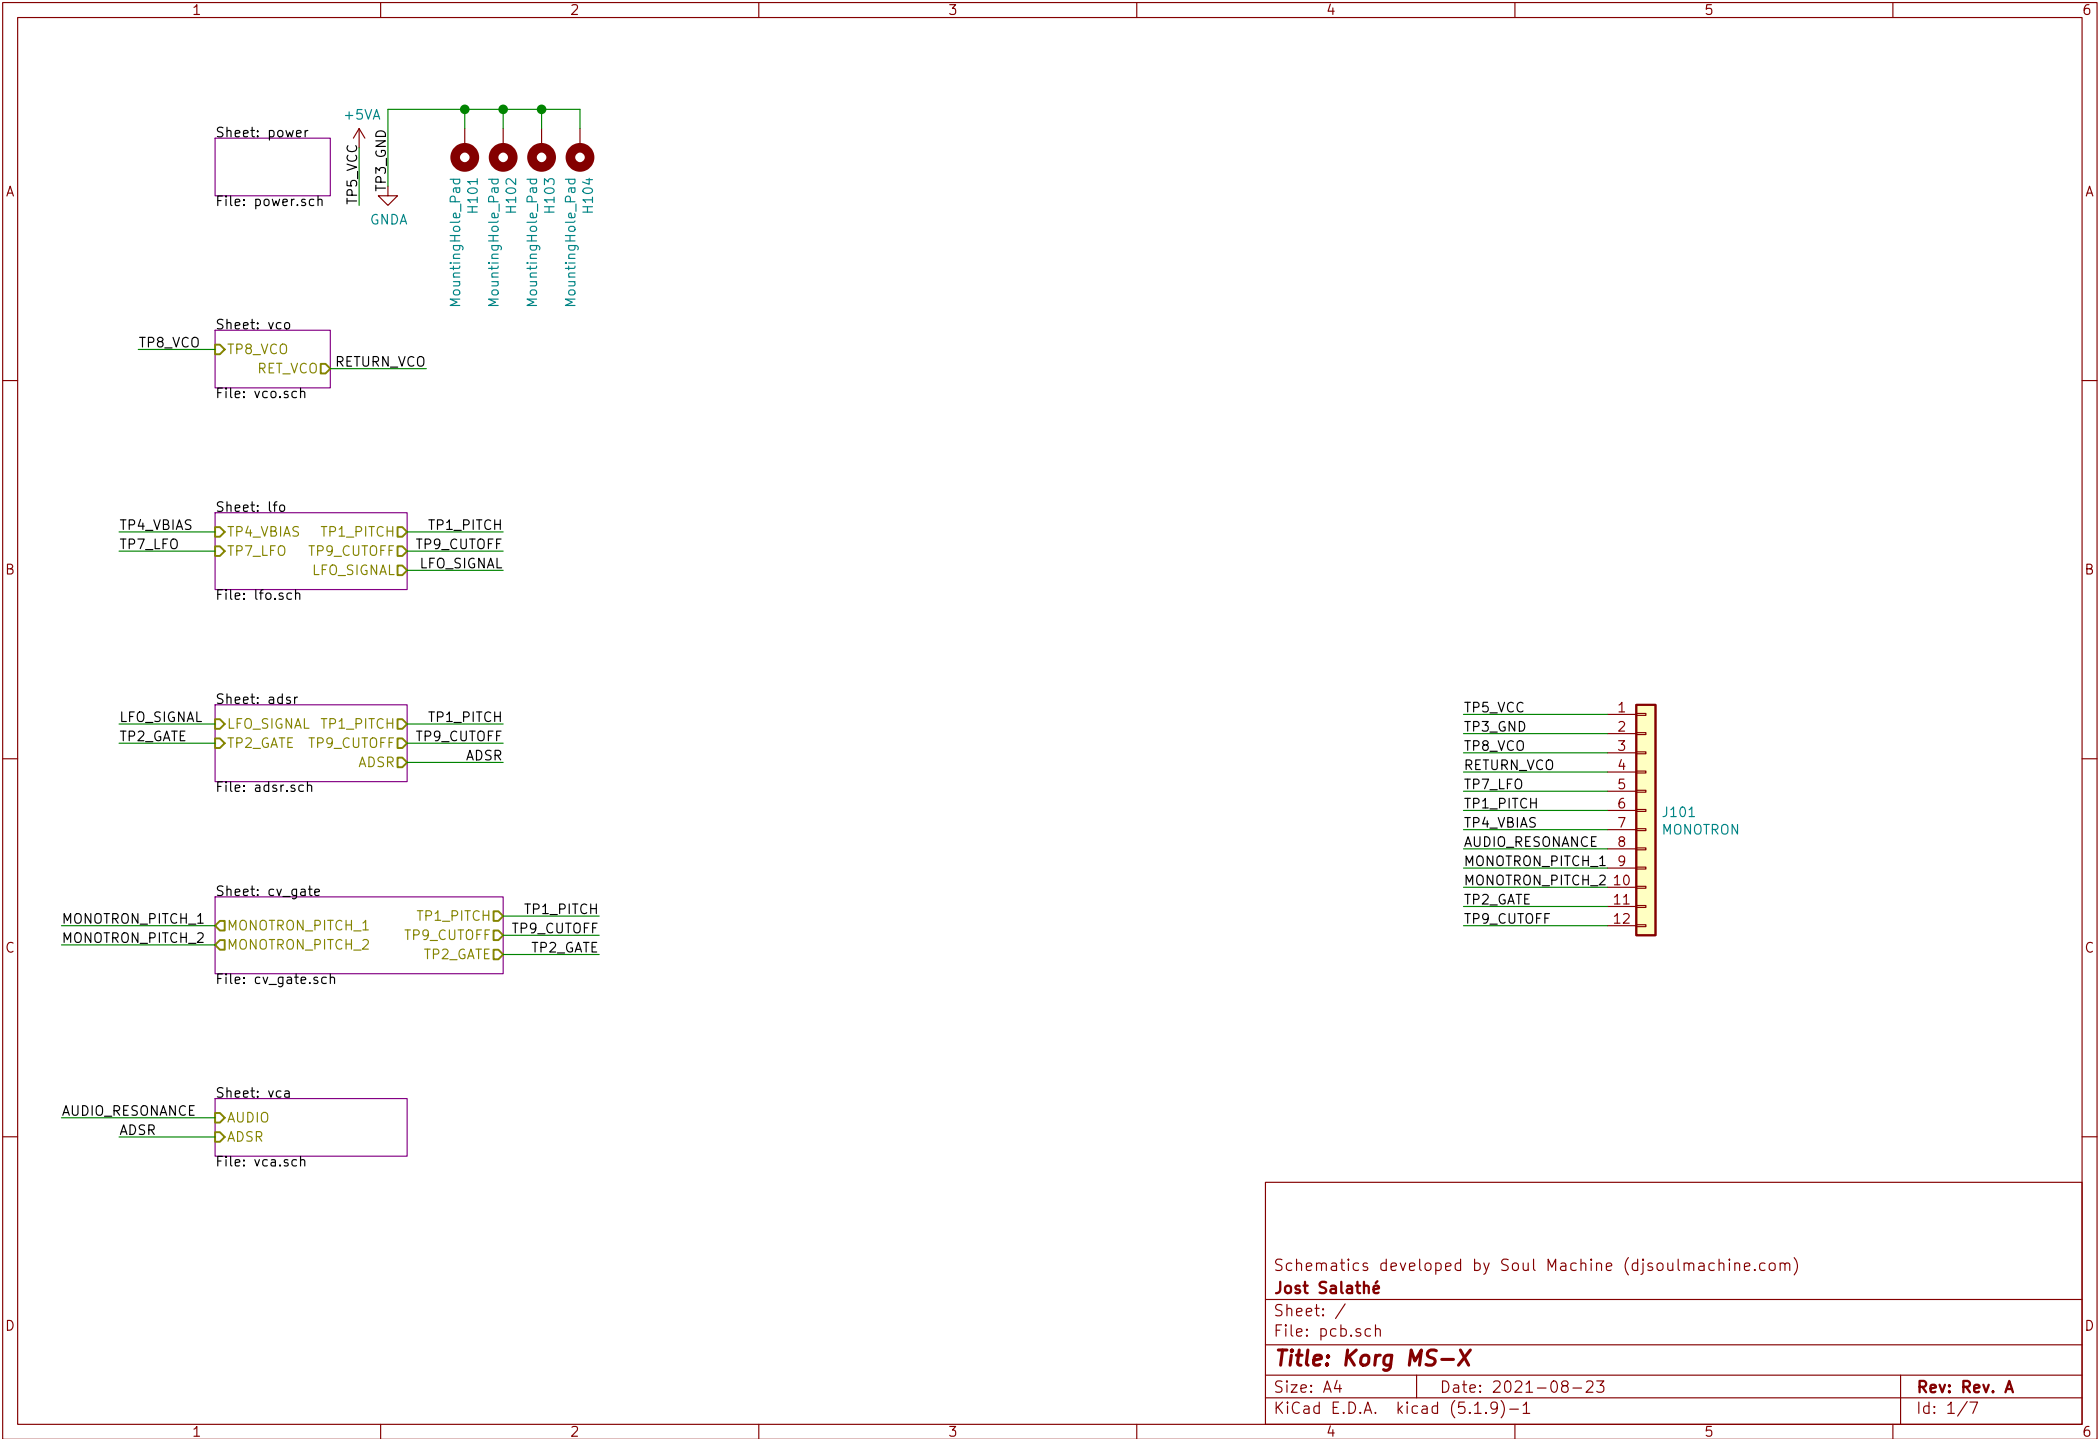 1 2 3 4 5 6
A
B
C
D
Sheet: power
File: power.sch
+5VA
TP5_VCC
TP3_GND
GNDA
MountingHole_Pad
H101
MountingHole_Pad
H102
MountingHole_Pad
H103
MountingHole_Pad
H104
A
B
C
D
Sheet: vco
TP8_VCO
TP8_VCO
RET_VCO
RETURN_VCO
File: vco.sch
Sheet: lfo
TP4_VBIAS
TP7_LFO
TP4_VBIAS TP1_PITCH
TP7_LFO TP9_CUTOFF
LFO_SIGNAL
TP1_PITCH
TP9_CUTOFF
LFO_SIGNAL
File: lfo.sch
Sheet: adsr
LFO_SIGNAL
TP2_GATE
LFO_SIGNAL TP1_PITCH
TP2_GATE TP9_CUTOFF
ADSR
TP1_PITCH
TP9_CUTOFF
ADSR
File: adsr.sch
Sheet: cv_gate
MONOTRON_PITCH_1
MONOTRON_PITCH_2
MONOTRON_PITCH_1
MONOTRON_PITCH_2
TP1_PITCH
TP9_CUTOFF
TP2_GATE
TP1_PITCH
TP9_CUTOFF
TP2_GATE
File: cv_gate.sch
Sheet: vca
AUDIO_RESONANCE
ADSR
AUDIO
ADSR
File: vca.sch
TP5_VCC 1
TP3_GND 2
TP8_VCO 3
RETURN_VCO 4
TP7_LFO 5
TP1_PITCH 6
TP4_VBIAS 7
AUDIO_RESONANCE 8
MONOTRON_PITCH_1 9
MONOTRON_PITCH_2 10
TP2_GATE 11
TP9_CUTOFF 12
J101
MONOTRON
Schematics developed by Soul Machine (djsoulmachine.com)
Jost Salathé
Sheet: /
File: pcb.sch
Title: Korg MS-X
Size: A4 Date: 2021-08-23 Rev: Rev. A
KiCad E.D.A. kicad (5.1.9)-1 Id: 1/7
1 2 3 4 5 6